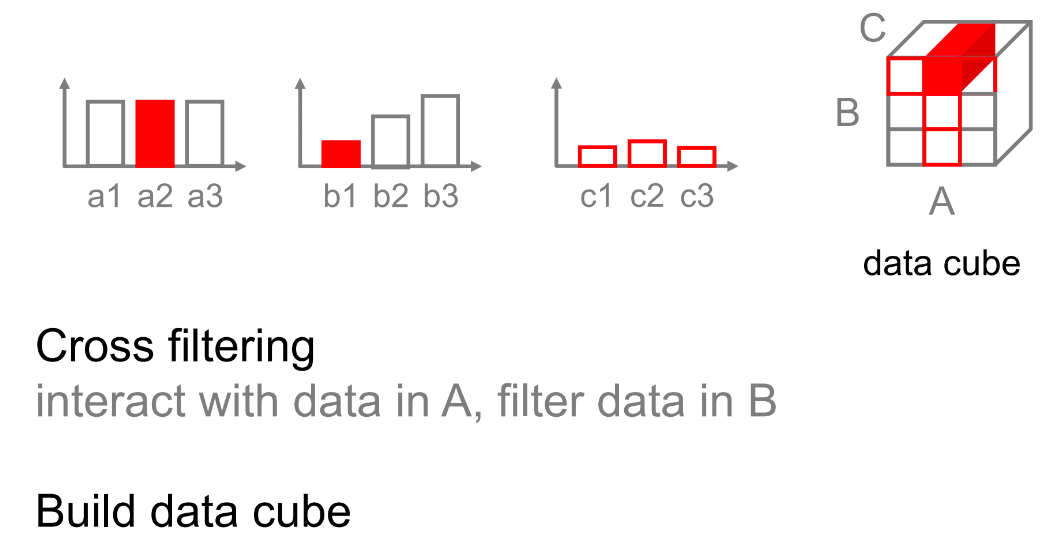 C
B
a1 a2 a3
b1 b2 b3
c1 c2 c3
A
data cube
Cross filtering
interact with data in A, filter data in B
Build data cube